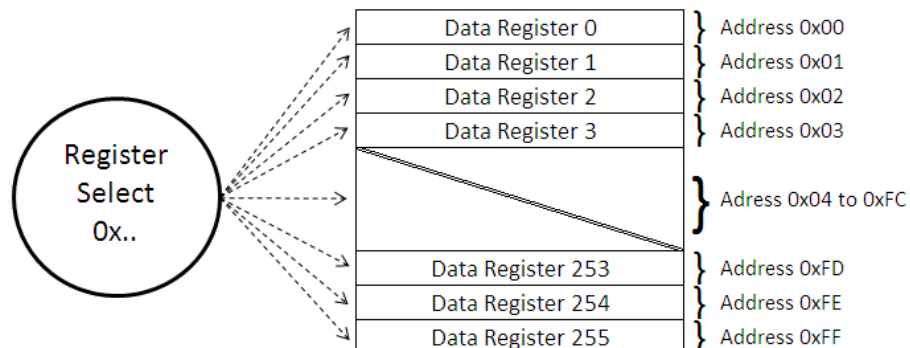 Register
Select
0x..
Data Register 0
Address 0x00
Data Register 1
Address 0x01
Data Register 2
Address 0x02
Data Register 3
Address 0x03
Adress 0x04 to 0xFC
Data Register 253
Address 0xFD
Data Register 254
Address 0xFE
Data Register 255
Address 0xFF